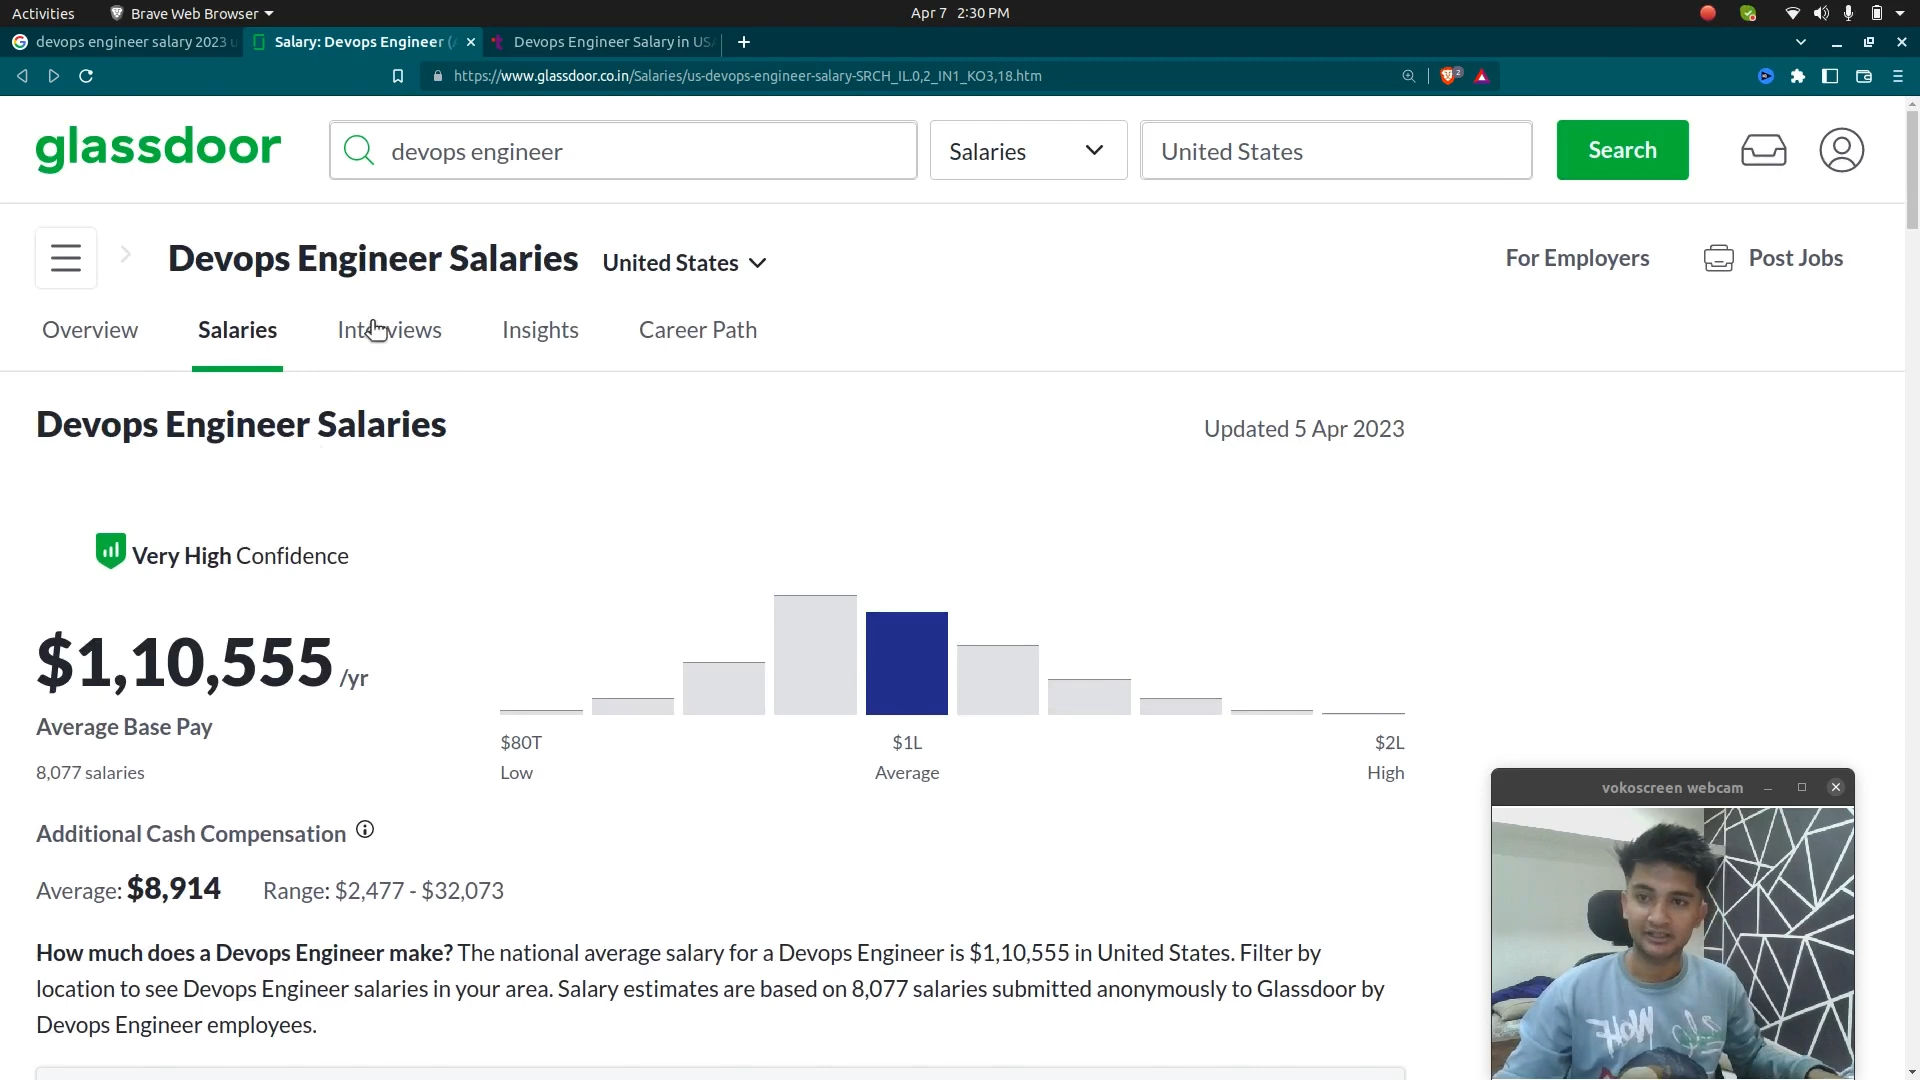 Activities
Brave Web Browser
Apr 7 2:30 PM
devops engineer salary 2023 u
Salary: Devops Engineer (A
Devops Engineer Salary in USA
https://www.glassdoor.co.in/Salaries/us-devops-engineer-salary-SRCH_IL.0,2_IN1_KO3,18.htm
2
glassdoor
devops engineer
Salaries
United States
Search
Devops Engineer Salaries
United States
For Employers
Post Jobs
Overview
Salaries
Interviews
Insights
Career Path
Devops Engineer Salaries
Updated 5 Apr 2023
Very High Confidence
$1,10,555 /yr
Average Base Pay
8,077 salaries
$80T
Low
$1L
Average
$2L
High
vokoscreen webcam
Additional Cash Compensation
Average: $8,914
Range: $2,477 - $32,073
How much does a Devops Engineer make? The national average salary for a Devops Engineer is $1,10,555 in United States. Filter by
location to see Devops Engineer salaries in your area. Salary estimates are based on 8,077 salaries submitted anonymously to Glassdoor by
Devops Engineer employees.